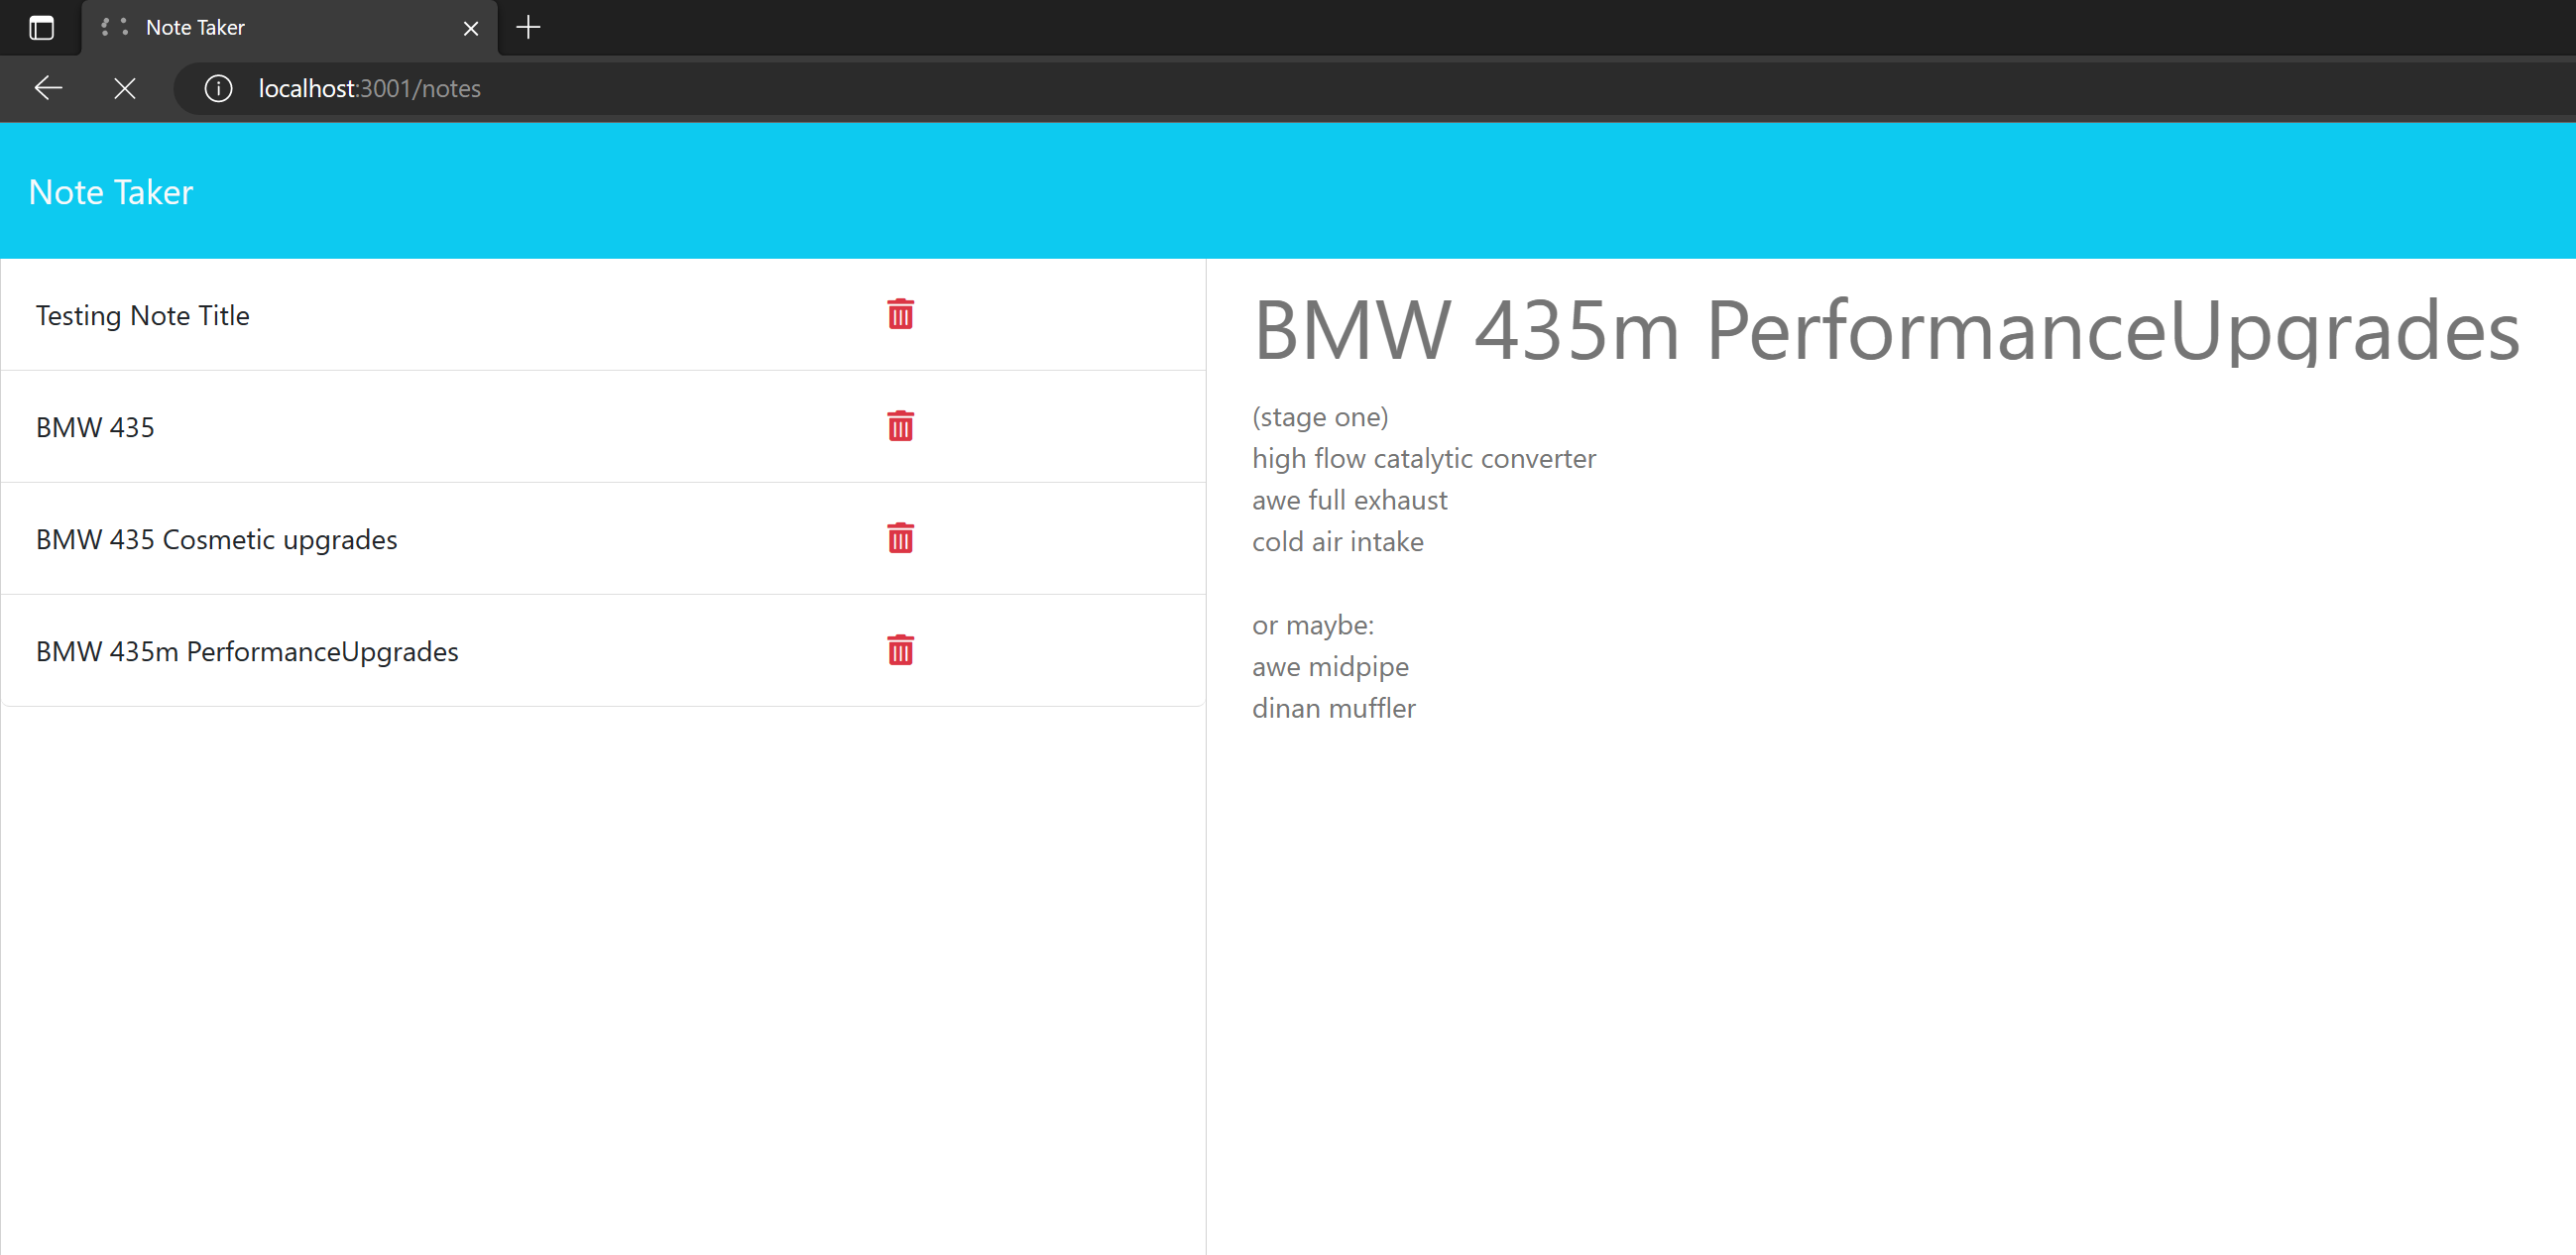 Note Taker
localhost:3001/notes
Note Taker
Testing Note Title
BMW 435
BMW 435 Cosmetic upgrades
BMW 435m PerformanceUpgrades
BMW 435m PerformanceUpgrades
(stage one)
high flow catalytic converter
awe full exhaust
cold air intake
or maybe:
awe midpipe
dinan muffler